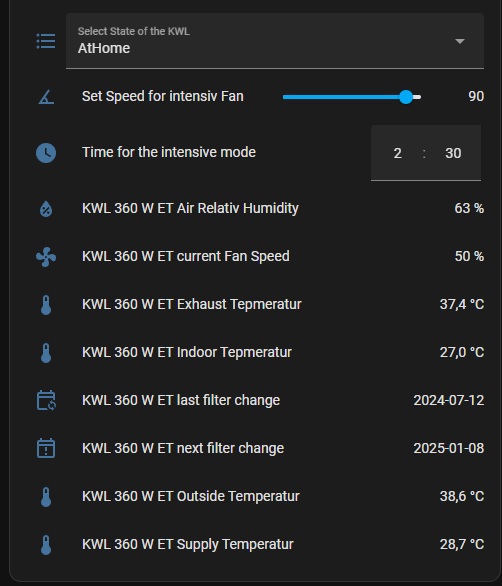 Select State of the KWL
AtHome
Set Speed for intensiv Fan 90
Time for the intensive mode 2 : 30
KWL 360 W ET Air Relativ Humidity 63 %
KWL 360 W ET current Fan Speed 50 %
KWL 360 W ET Exhaust Tepmeratur 37,4 °C
KWL 360 W ET Indoor Tepmeratur 27,0 °C
KWL 360 W ET last filter change 2024-07-12
KWL 360 W ET next filter change 2025-01-08
KWL 360 W ET Outside Temperatur 38,6 °C
KWL 360 W ET Supply Temperatur 28,7 °C